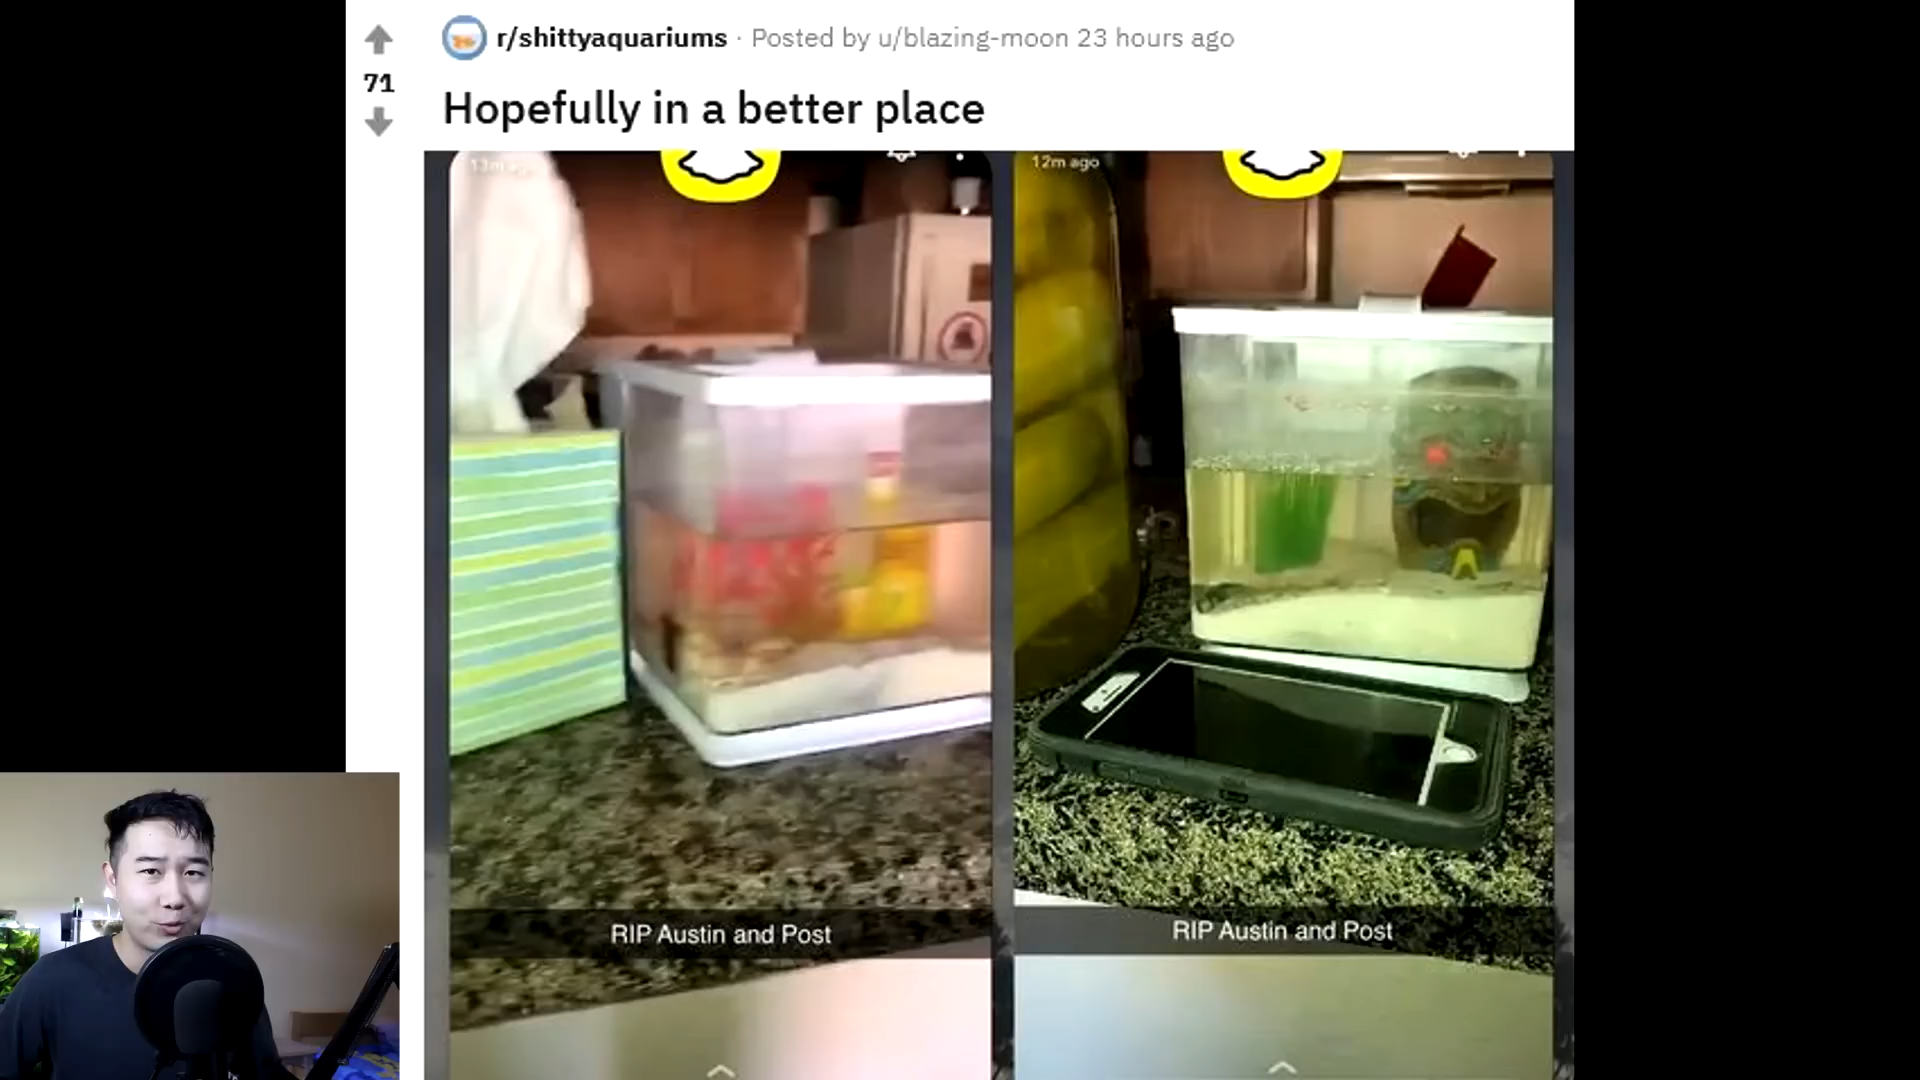 r/shittyaquariums · Posted by u/blazing-moon 23 hours ago
71
Hopefully in a better place
12m ago
RIP Austin and Post
RIP Austin and Post